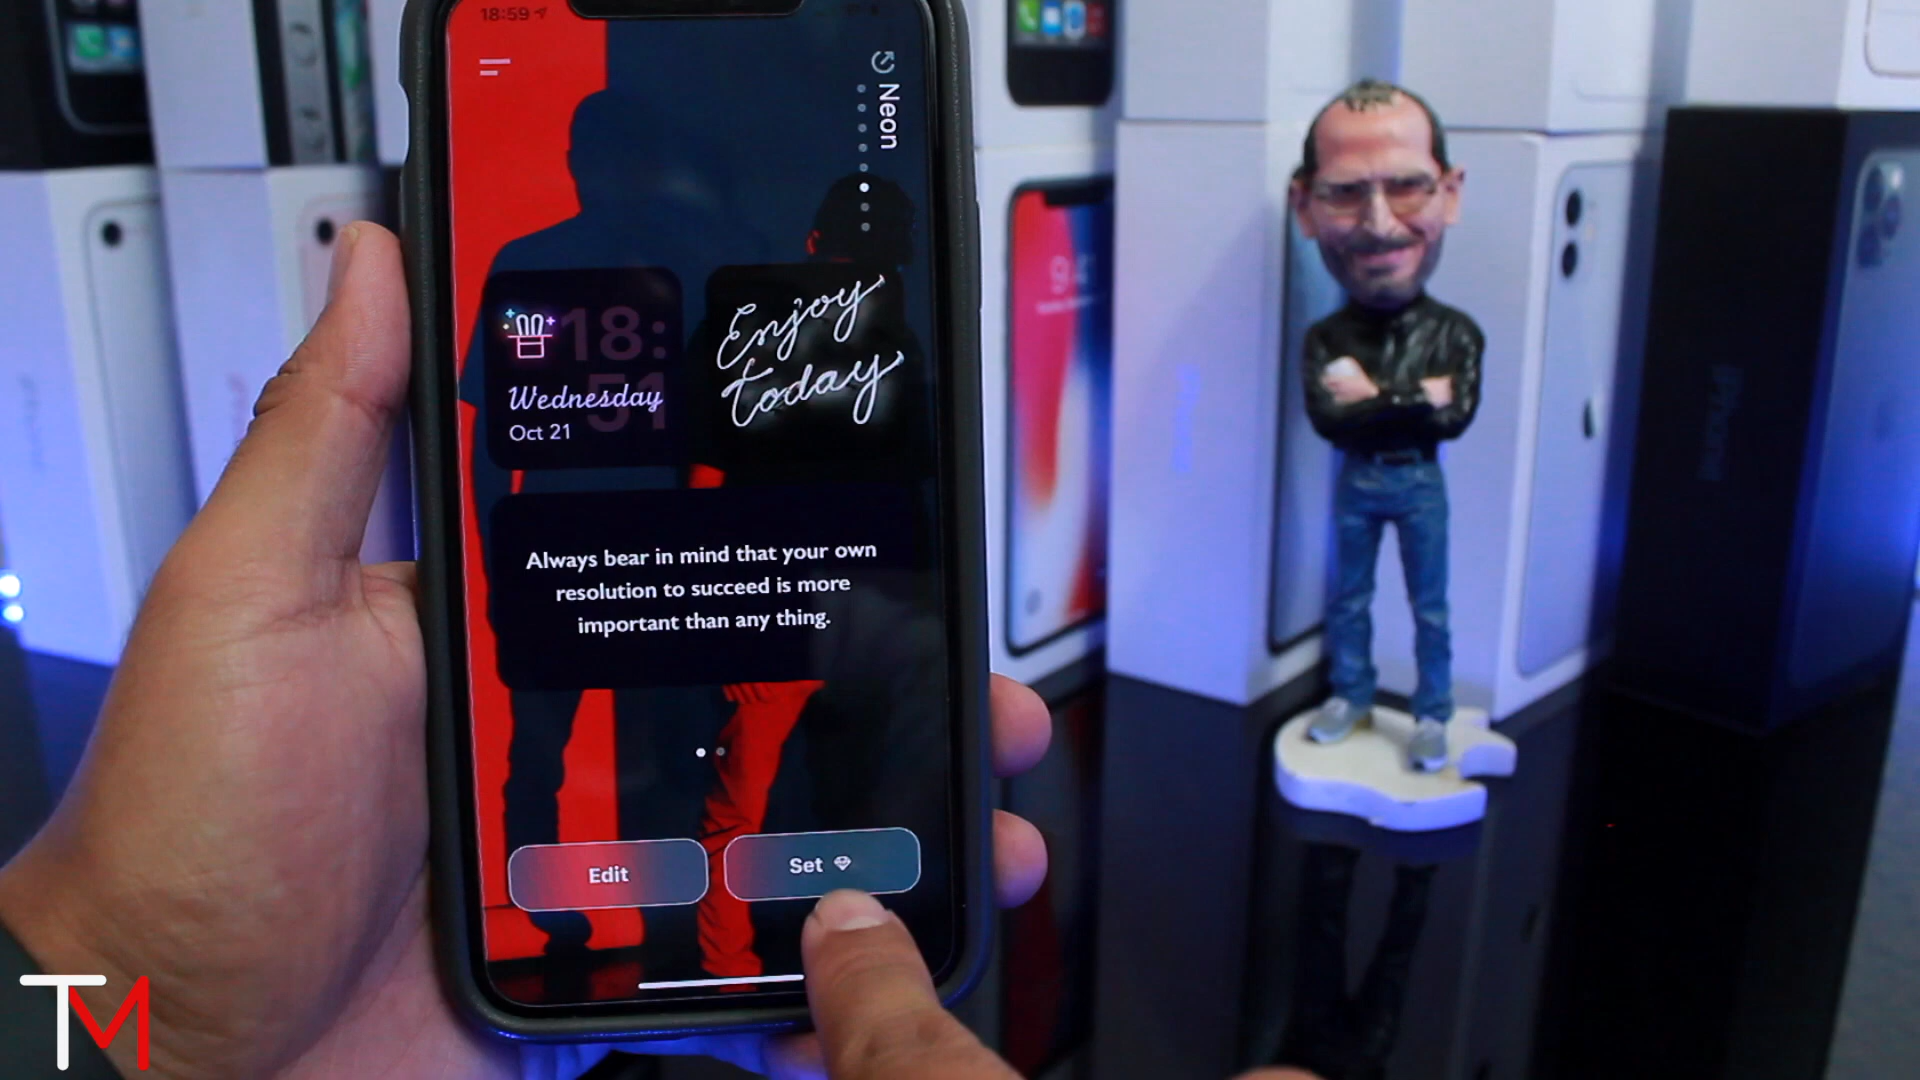 18:59
Neon
18:
51
Wednesday
Oct 21
Enjoy
today
Always bear in mind that your own
resolution to succeed is more
important than any thing.
Edit
Set
TM
iPhone